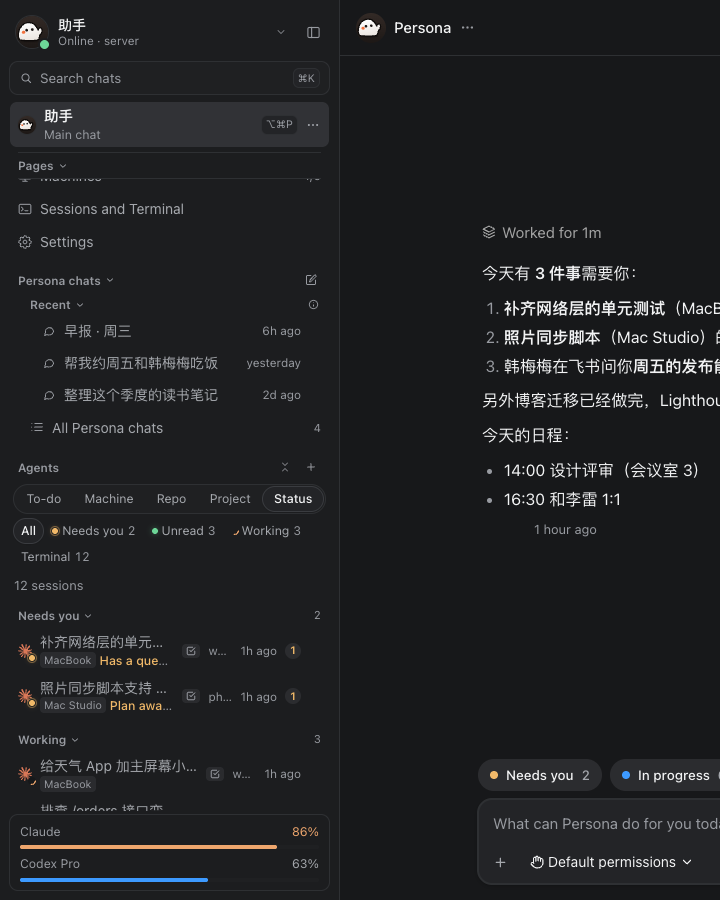 助手
Online · server
Search chats ⌘K
助手
Main chat
⌥⌘P
Pages
Machines
Sessions and Terminal
Settings
Persona chats
Recent
早报 · 周三 6h ago
帮我约周五和韩梅梅吃饭 yesterday
整理这个季度的读书笔记 2d ago
All Persona chats 4
Agents
To-do Machine Repo Project Status
All Needs you 2 Unread 3 Working 3
Terminal 12
12 sessions
Needs you 2
补齐网络层的单元... w... 1h ago 1
MacBook Has a que...
照片同步脚本支持 ... ph... 1h ago 1
Mac Studio Plan awa...
Working 3
给天气 App 加主屏幕小... w... 1h ago
MacBook
Claude 86%
Codex Pro 63%
Persona
Worked for 1m
今天有 3 件事需要你：
1. 补齐网络层的单元测试（MacB
2. 照片同步脚本（Mac Studio）
3. 韩梅梅在飞书问你周五的发布
另外博客迁移已经做完，Lighthou
今天的日程：
• 14:00 设计评审（会议室 3）
• 16:30 和李雷 1:1
1 hour ago
Needs you 2 In progress
What can Persona do for you toda
Default permissions